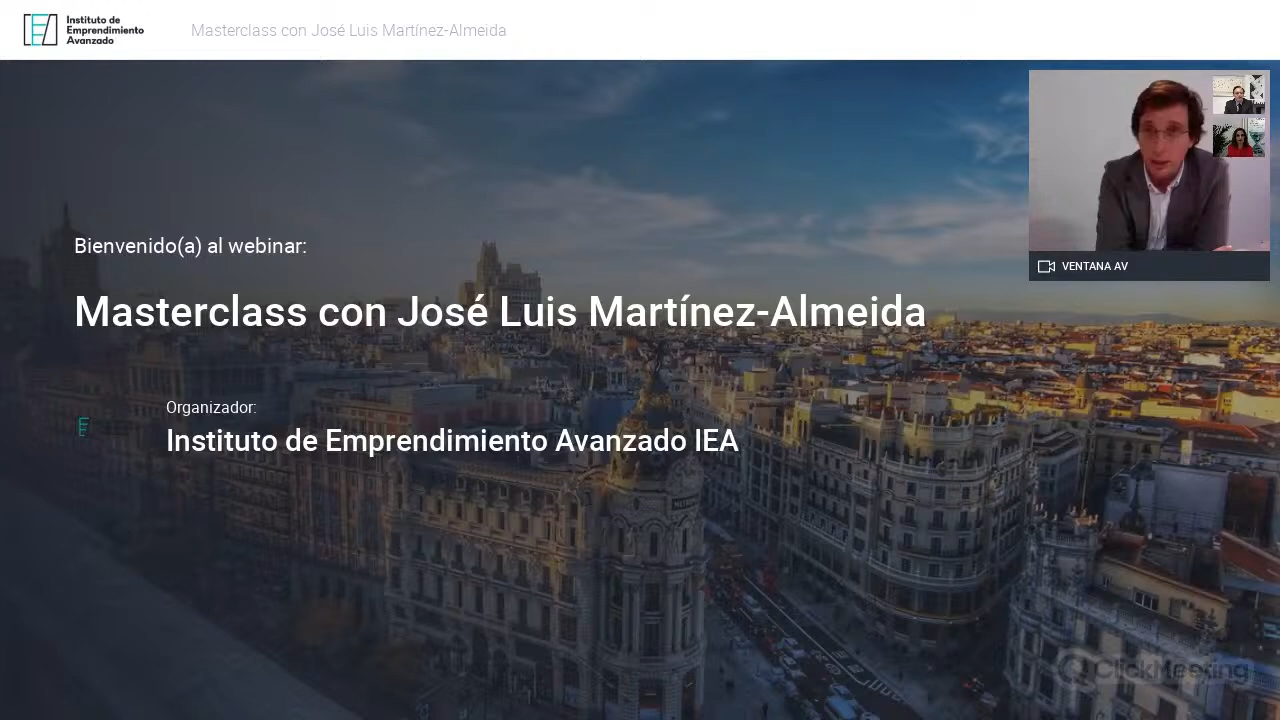 Instituto de
Emprendimiento
Avanzado
Masterclass con José Luis Martínez-Almeida
VENTANA AV
Bienvenido(a) al webinar:
Masterclass con José Luis Martínez-Almeida
Organizador:
Instituto de Emprendimiento Avanzado IEA
ClickMeeting